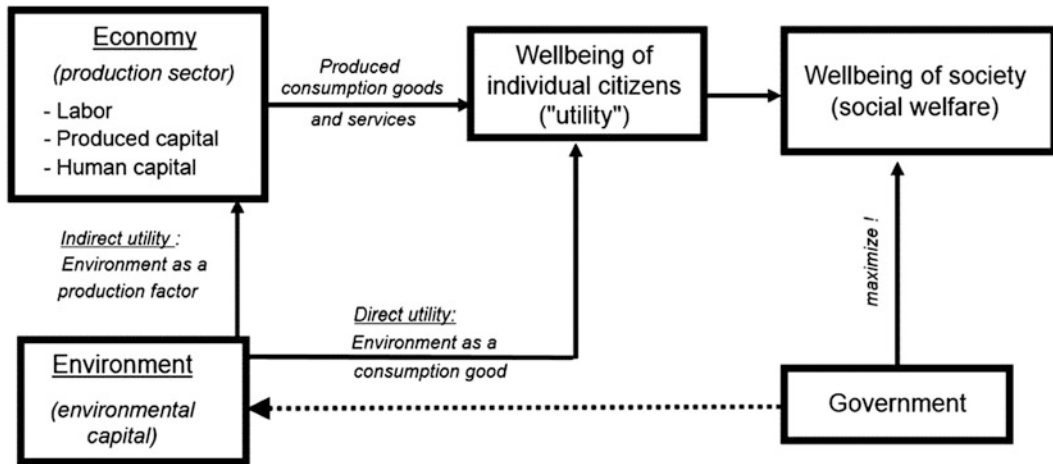 Economy
(production sector)
- Labor
- Produced capital
- Human capital
Produced
consumption goods
and services
Wellbeing of
individual citizens
("utility")
Wellbeing of society
(social welfare)
Indirect utility :
Environment as a
production factor
Direct utility:
Environment as a
consumption good
maximize !
Environment
(environmental
capital)
Government